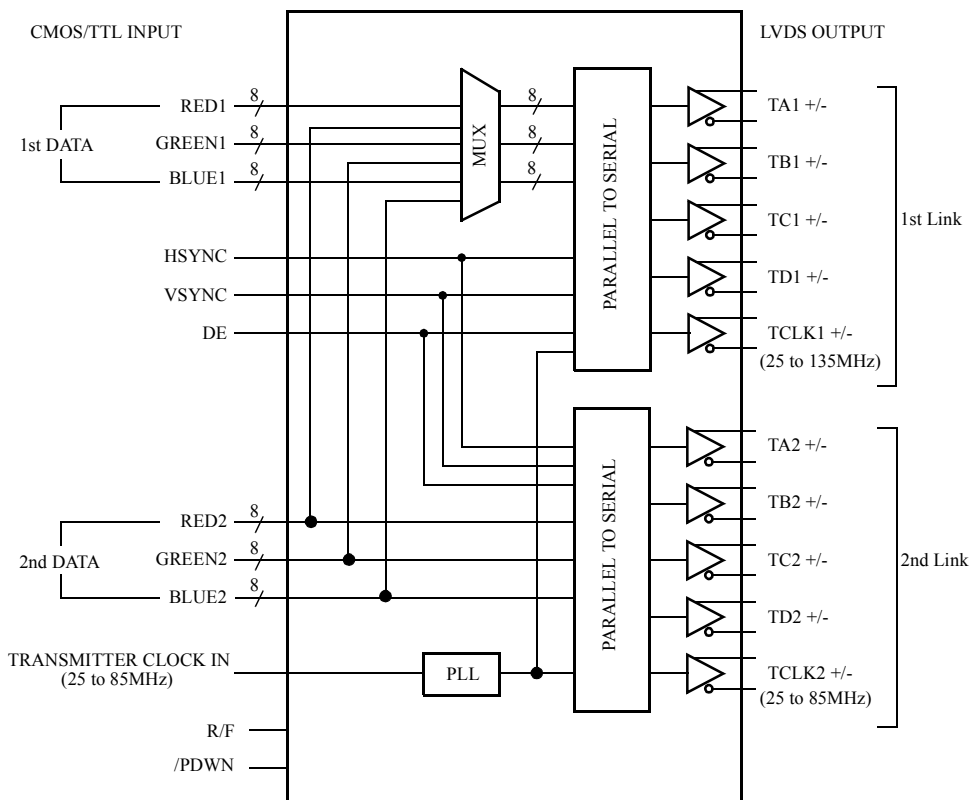 CMOS/TTL INPUT
LVDS OUTPUT
1st DATA
RED1
8
GREEN1
8
BLUE1
8
HSYNC
VSYNC
DE
MUX
8
8
8
PARALLEL TO SERIAL
TA1 +/-
TB1 +/-
TC1 +/-
TD1 +/-
TCLK1 +/-
(25 to 135MHz)
1st Link
2nd DATA
RED2
8
GREEN2
8
BLUE2
8
TRANSMITTER CLOCK IN
(25 to 85MHz)
PLL
R/F
/PDWN
PARALLEL TO SERIAL
TA2 +/-
TB2 +/-
TC2 +/-
TD2 +/-
TCLK2 +/-
(25 to 85MHz)
2nd Link